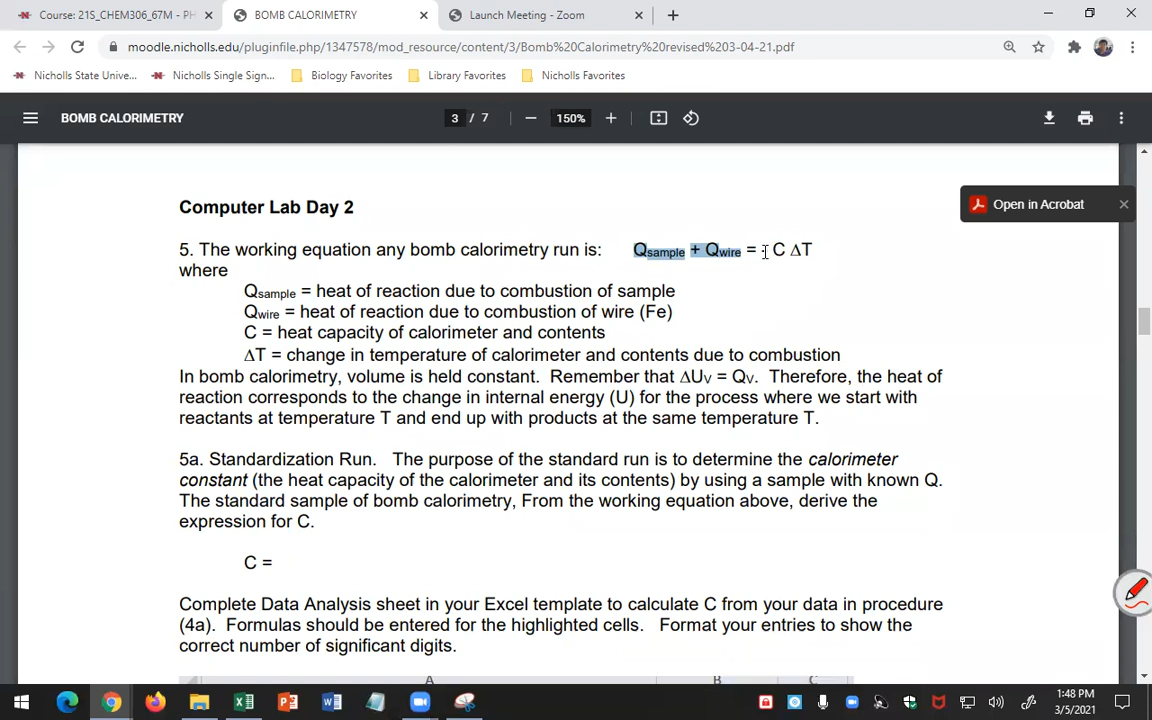 Course: 21S_CHEM306_67M - PH
BOMB CALORIMETRY
Launch Meeting - Zoom
moodle.nicholls.edu/pluginfile.php/1347578/mod_resource/content/3/Bomb%20Calorimetry%20revised%203-04-21.pdf
Nicholls State Unive...
Nicholls Single Sign...
Biology Favorites
Library Favorites
Nicholls Favorites
BOMB CALORIMETRY
3 / 7
150%
Open in Acrobat
Computer Lab Day 2
5. The working equation any bomb calorimetry run is: Qsample + Qwire = - C ΔT
where
Qsample = heat of reaction due to combustion of sample
Qwire = heat of reaction due to combustion of wire (Fe)
C = heat capacity of calorimeter and contents
ΔT = change in temperature of calorimeter and contents due to combustion
In bomb calorimetry, volume is held constant. Remember that ΔUV = QV. Therefore, the heat of
reaction corresponds to the change in internal energy (U) for the process where we start with
reactants at temperature T and end up with products at the same temperature T.
5a. Standardization Run. The purpose of the standard run is to determine the calorimeter
constant (the heat capacity of the calorimeter and its contents) by using a sample with known Q.
The standard sample of bomb calorimetry, From the working equation above, derive the
expression for C.
C =
Complete Data Analysis sheet in your Excel template to calculate C from your data in procedure
(4a). Formulas should be entered for the highlighted cells. Format your entries to show the
correct number of significant digits.
A B C
1:48 PM
3/5/2021